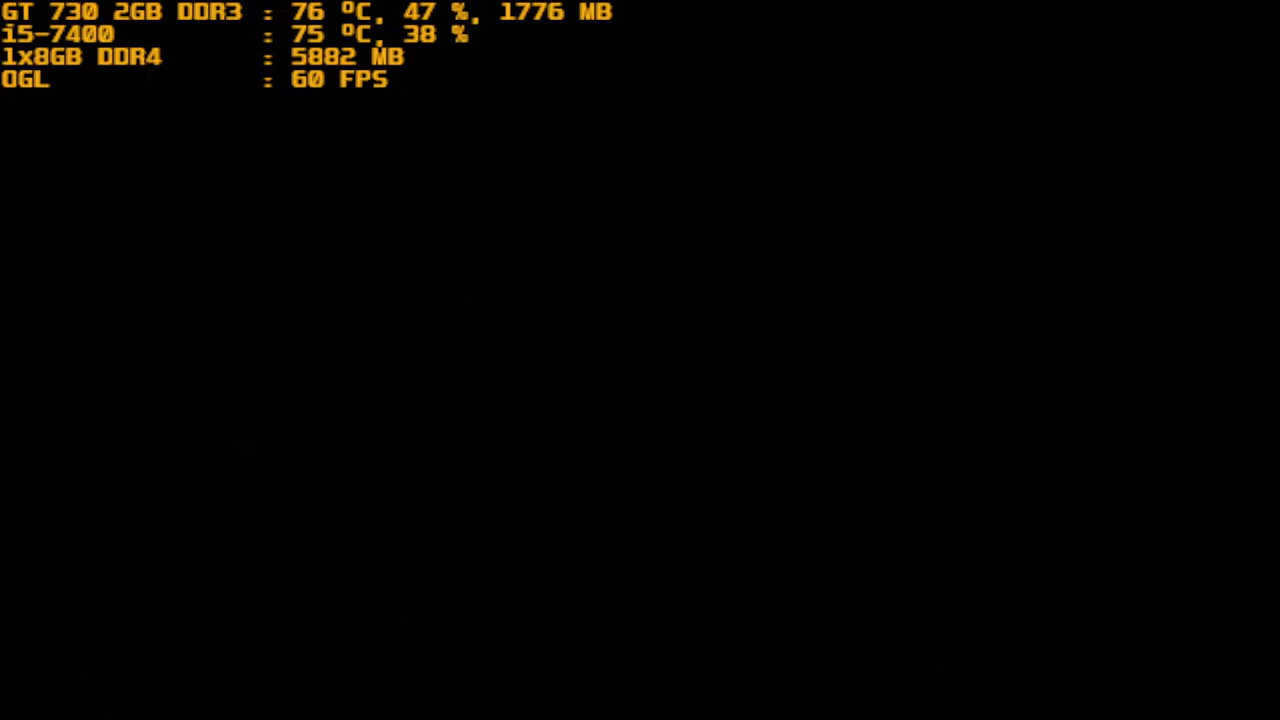 GT 730 2GB DDR3 : 76 ºC, 47 %, 1776 MB
i5-7400 : 75 ºC, 38 %
1x8GB DDR4 : 5882 MB
OGL : 60 FPS